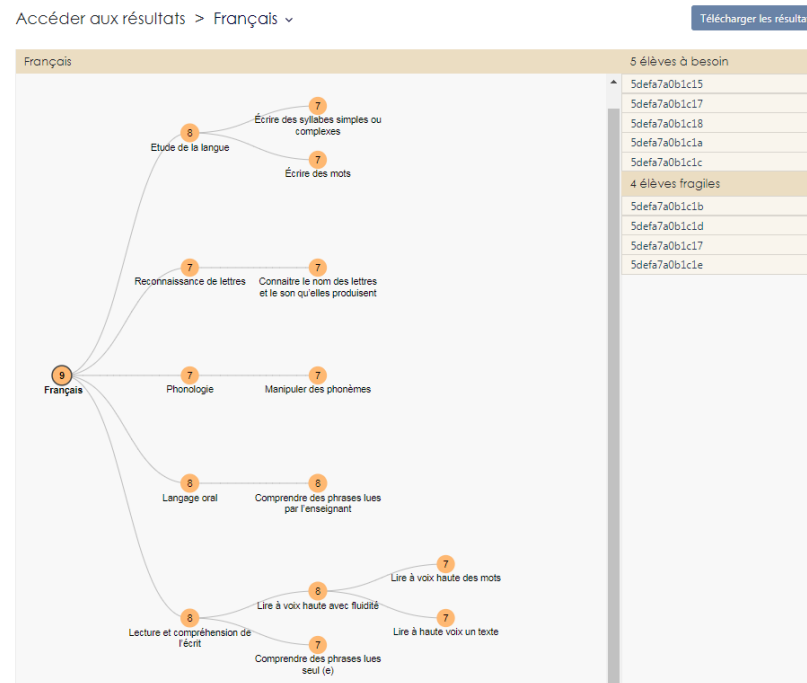 Accéder aux résultats > Français
Télécharger les résulta
Français
5 élèves à besoin
5defa7a0b1c15
5defa7a0b1c17
5defa7a0b1c18
5defa7a0b1c1a
5defa7a0b1c1c
4 élèves fragiles
5defa7a0b1c1b
5defa7a0b1c1d
5defa7a0b1c17
5defa7a0b1c1e
7
Écrire des syllabes simples ou
complexes
8
Etude de la langue
7
Écrire des mots
7
Reconnaissance de lettres
7
Connaitre le nom des lettres
et le son qu'elles produisent
9
Français
7
Phonologie
7
Manipuler des phonèmes
8
Langage oral
8
Comprendre des phrases lues
par l'enseignant
7
Lire à voix haute des mots
8
Lire à voix haute avec fluidité
8
Lecture et compréhension de
l'écrit
7
Lire à haute voix un texte
7
Comprendre des phrases lues
seul (e)